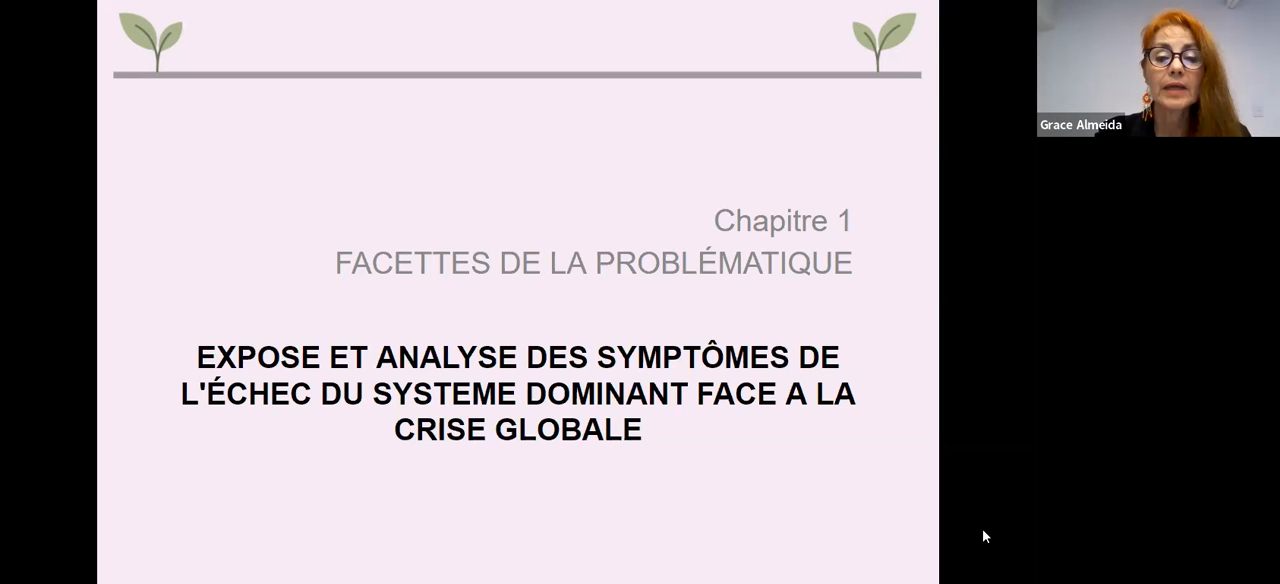 Chapitre 1
FACETTES DE LA PROBLÉMATIQUE
EXPOSE ET ANALYSE DES SYMPTÔMES DE
L'ÉCHEC DU SYSTEME DOMINANT FACE A LA
CRISE GLOBALE
Grace Almeida